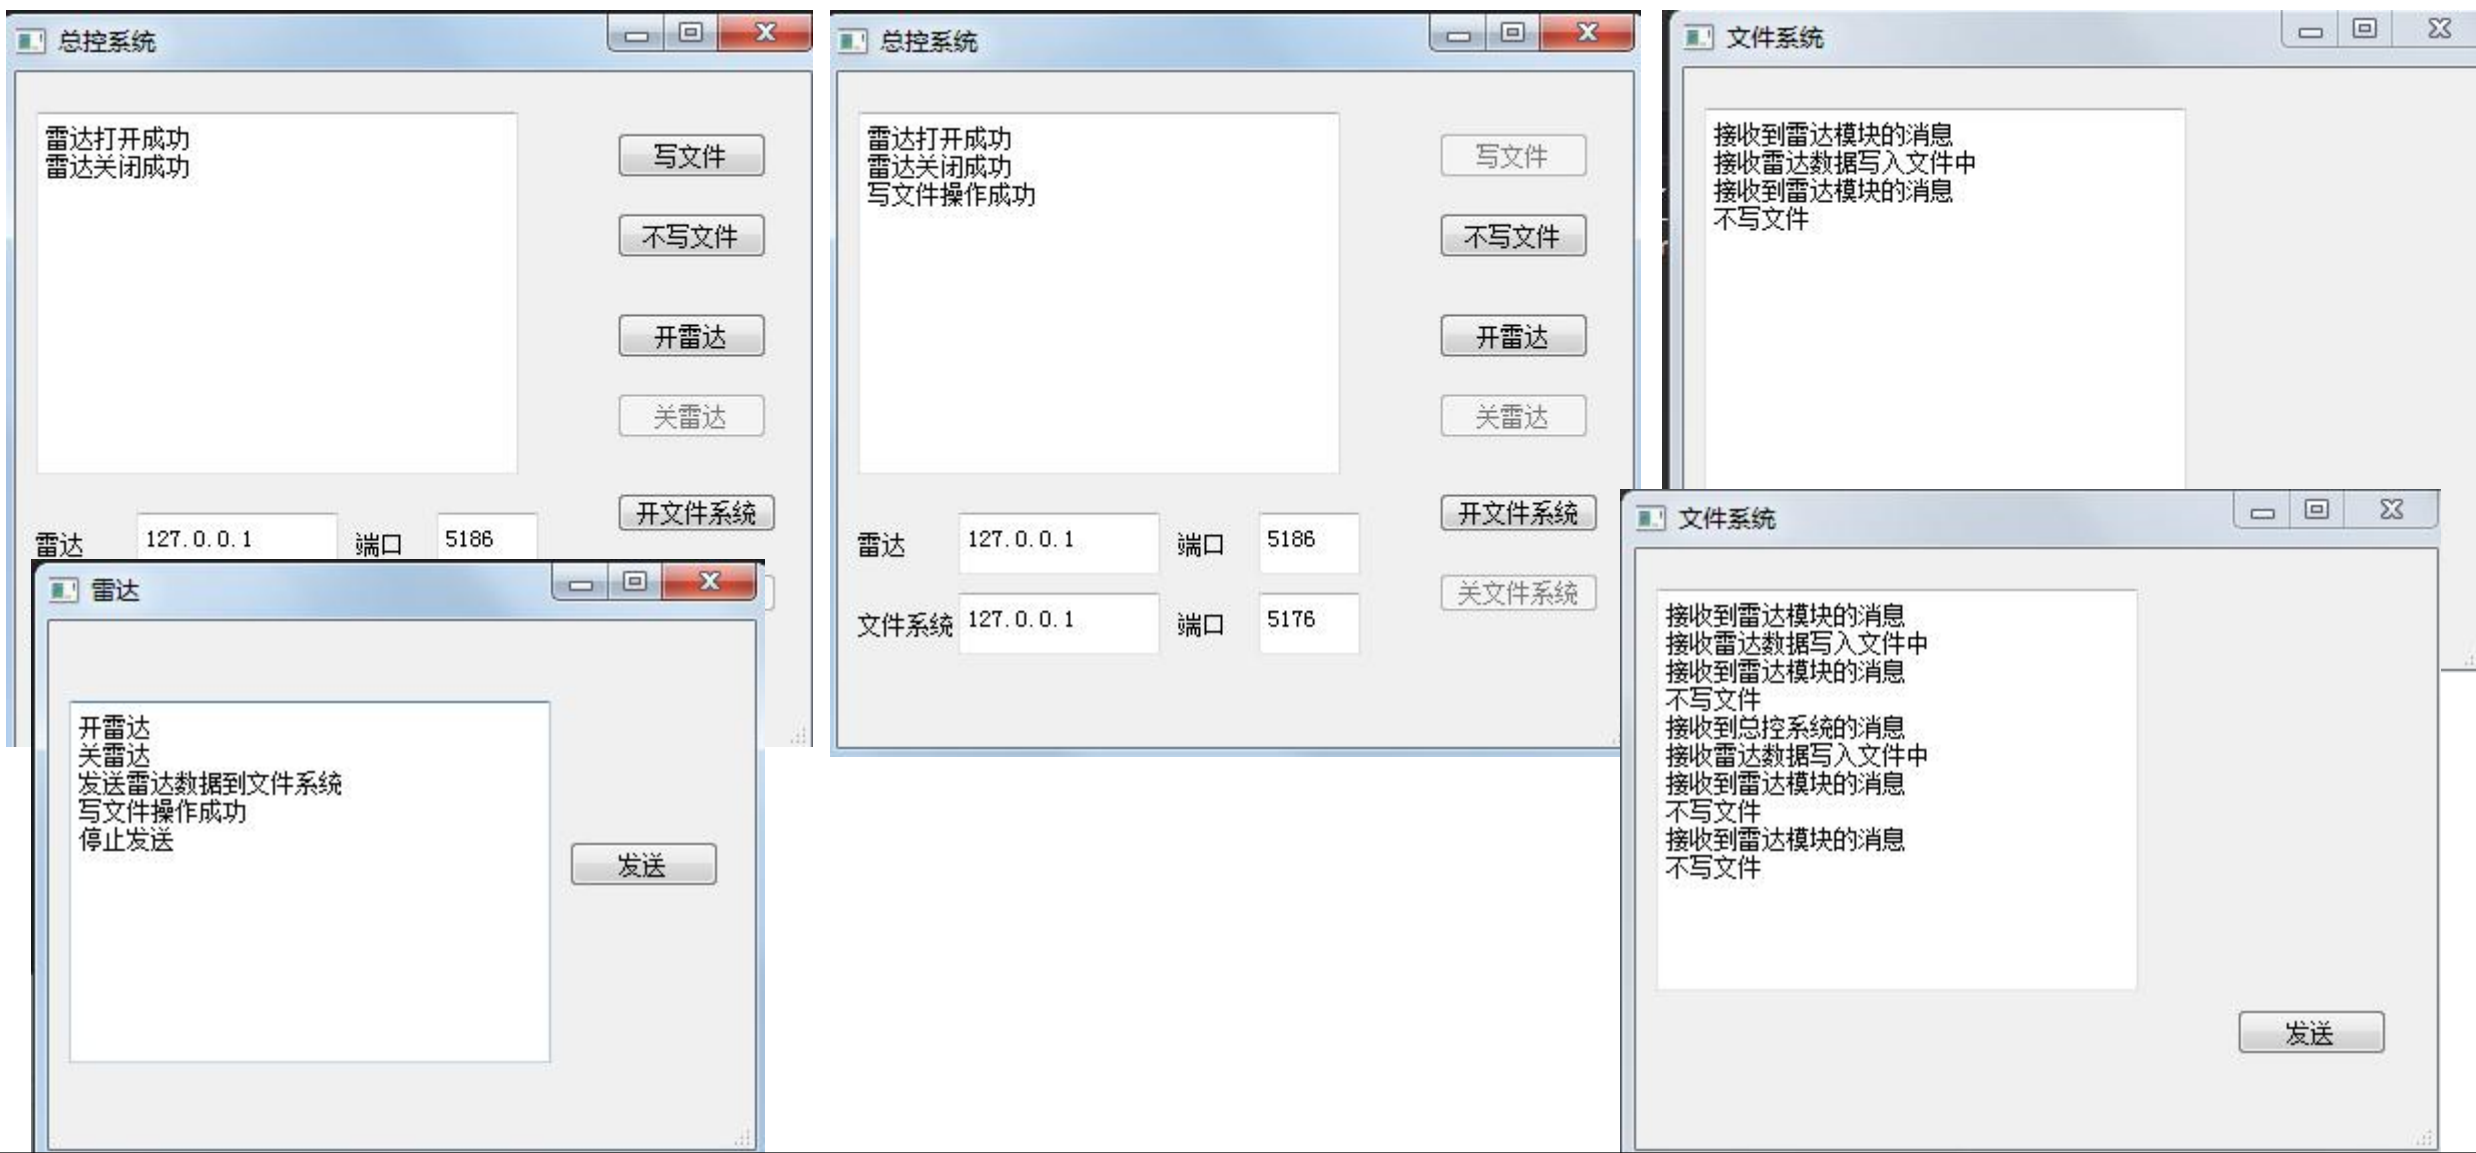 总控系统
雷达打开成功
雷达关闭成功
写文件
不写文件
开雷达
关雷达
开文件系统
雷达 127.0.0.1 端口 5186
雷达
开雷达
关雷达
发送雷达数据到文件系统
写文件操作成功
停止发送
发送
总控系统
雷达打开成功
雷达关闭成功
写文件操作成功
写文件
不写文件
开雷达
关雷达
开文件系统
关文件系统
雷达 127.0.0.1 端口 5186
文件系统 127.0.0.1 端口 5176
文件系统
接收到雷达模块的消息
接收雷达数据写入文件中
接收到雷达模块的消息
不写文件
文件系统
接收到雷达模块的消息
接收雷达数据写入文件中
接收到雷达模块的消息
不写文件
接收到总控系统的消息
接收雷达数据写入文件中
接收到雷达模块的消息
不写文件
接收到雷达模块的消息
不写文件
发送